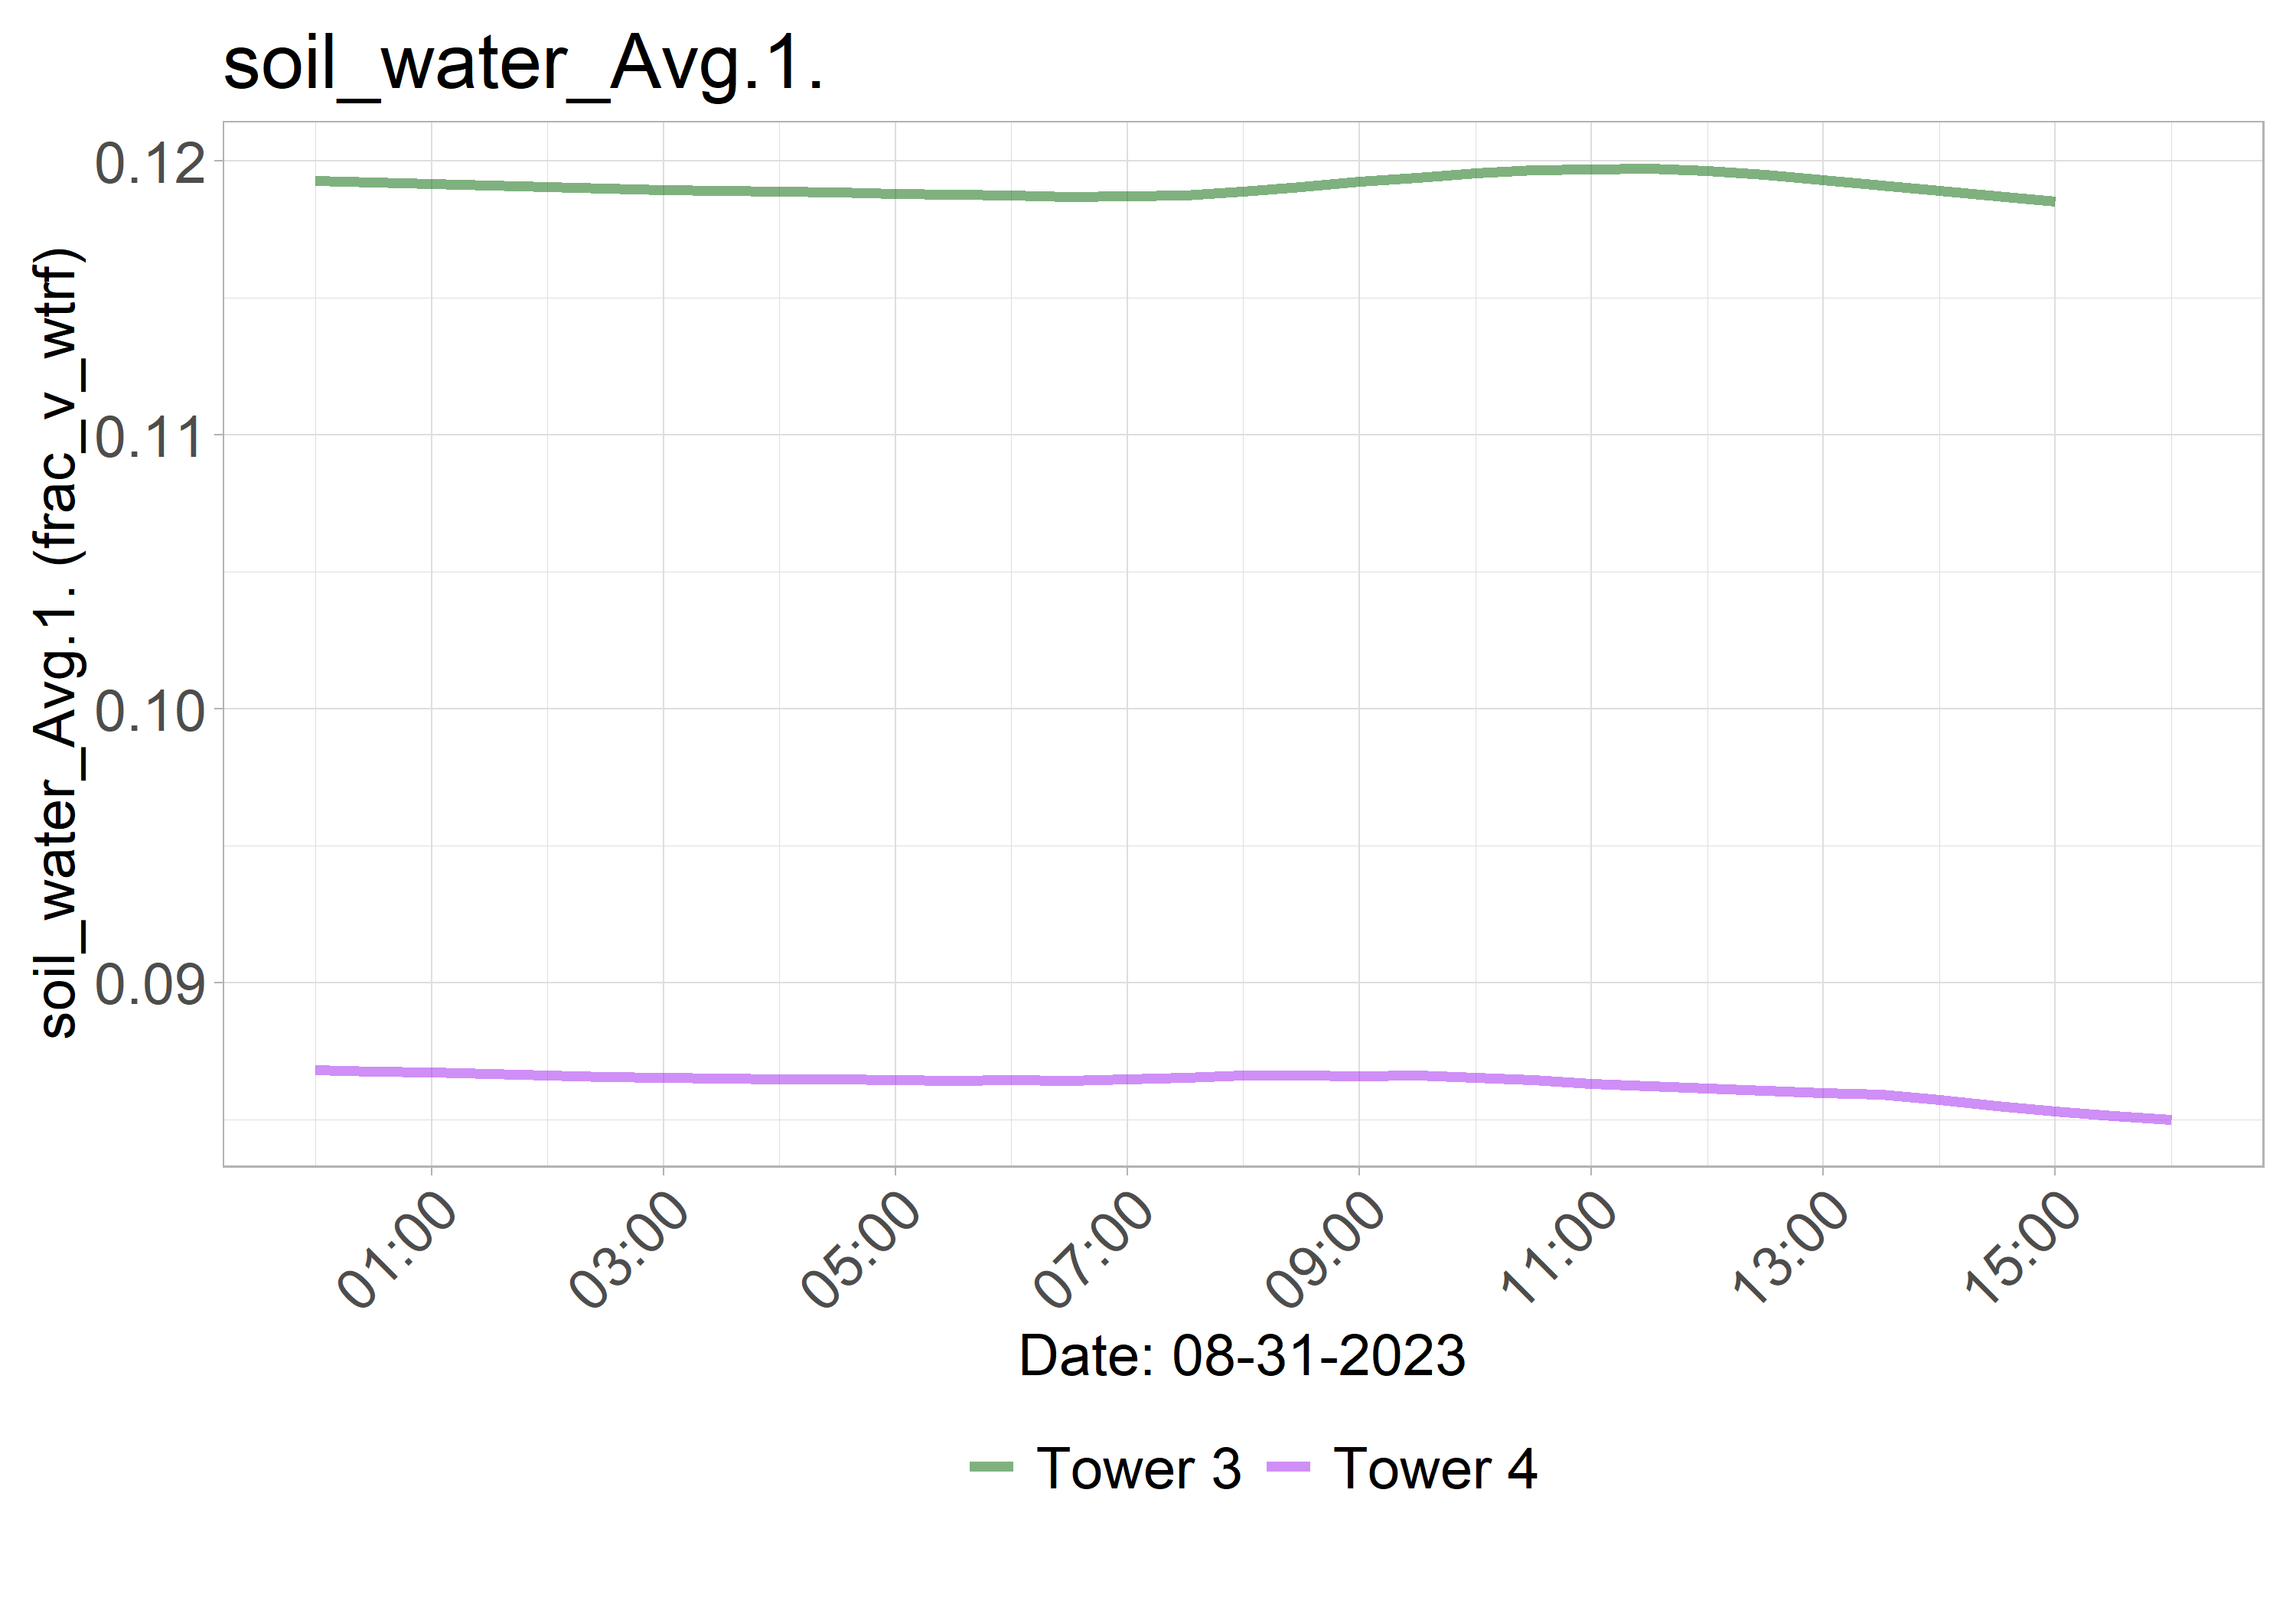 soil_water_Avg.1.
soil_water_Avg.1. (frac_v_wtrf)
0.12
0.11
0.10
0.09
01:00
03:00
05:00
07:00
09:00
11:00
13:00
15:00
Date: 08-31-2023
Tower 3
Tower 4